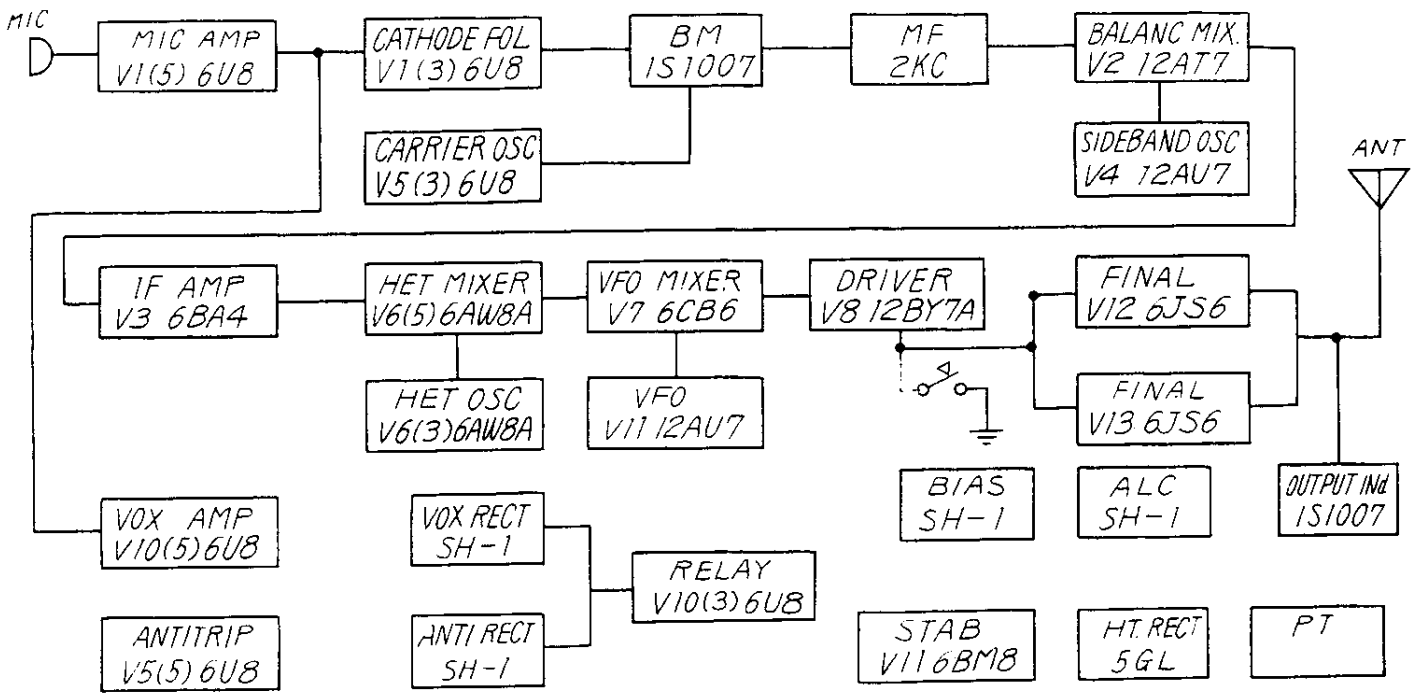 MIC
MIC AMP
V1(5) 6U8
CATHODE FOL
V1(3) 6U8
BM
1S1007
MF
2KC
BALANC MIX.
V2 12AT7
CARRIER OSC
V5(3) 6U8
SIDEBAND OSC
V4 12AU7
ANT
IF AMP
V3 6BA4
HET MIXER
V6(5) 6AW8A
VFO MIXER
V7 6CB6
DRIVER
V8 12BY7A
FINAL
V12 6JS6
HET OSC
V6(3) 6AW8A
VFO
V11 12AU7
FINAL
V13 6JS6
VOX AMP
V10(5) 6U8
VOX RECT
SH-1
BIAS
SH-1
ALC
SH-1
OUTPUT INd
1S1007
RELAY
V10(3) 6U8
ANTITRIP
V5(5) 6U8
ANTI RECT
SH-1
STAB
V11 6BM8
HT. RECT
5GL
PT